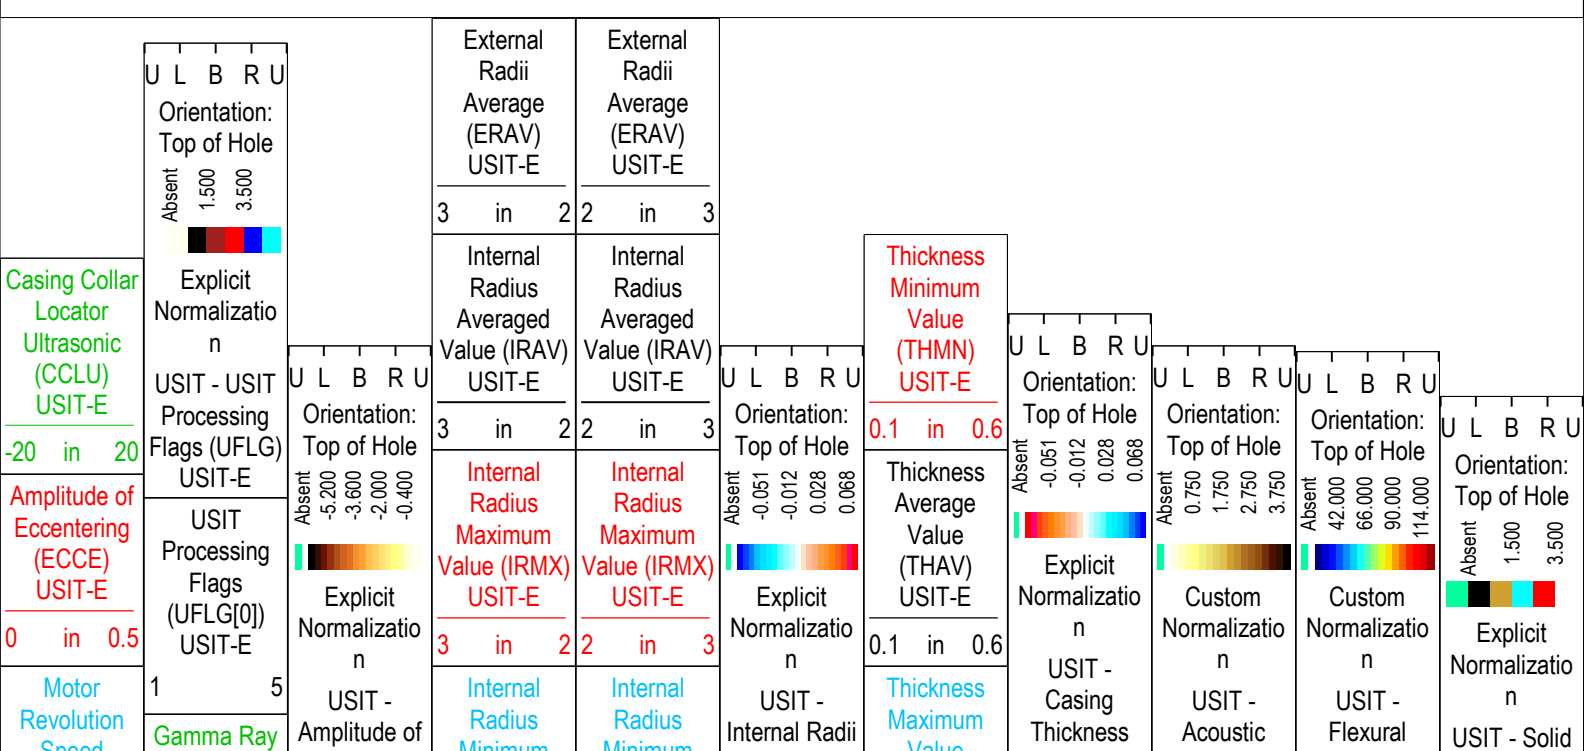 Casing Collar
Locator
Ultrasonic
(CCLU)
USIT-E
-20 in 20
Amplitude of
Eccentering
(ECCE)
USIT-E
0 in 0.5
Motor
Revolution
Speed
U L B R U
Orientation:
Top of Hole
Absent
1.500
3.500
Explicit
Normalizatio
n
USIT - USIT
Processing
Flags (UFLG)
USIT-E
USIT
Processing
Flags
(UFLG[0])
USIT-E
1 5
Gamma Ray
U L B R U
Orientation:
Top of Hole
Absent
-5.200
-3.600
-2.000
-0.400
Explicit
Normalizatio
n
USIT -
Amplitude of
External
Radii
Average
(ERAV)
USIT-E
3 in 2
Internal
Radius
Averaged
Value (IRAV)
USIT-E
3 in 2
Internal
Radius
Maximum
Value (IRMX)
USIT-E
3 in 2
Internal
Radius
Minimum
External
Radii
Average
(ERAV)
USIT-E
2 in 3
Internal
Radius
Averaged
Value (IRAV)
USIT-E
2 in 3
Internal
Radius
Maximum
Value (IRMX)
USIT-E
2 in 3
Internal
Radius
Minimum
U L B R U
Orientation:
Top of Hole
Absent
-0.051
-0.012
0.028
0.068
Explicit
Normalizatio
n
USIT -
Internal Radii
Thickness
Minimum
Value
(THMN)
USIT-E
0.1 in 0.6
Thickness
Average
Value
(THAV)
USIT-E
0.1 in 0.6
Thickness
Maximum
Value
U L B R U
Orientation:
Top of Hole
Absent
-0.051
-0.012
0.028
0.068
Explicit
Normalizatio
n
USIT -
Casing
Thickness
U L B R U
Orientation:
Top of Hole
Absent
0.750
1.750
2.750
3.750
Custom
Normalizatio
n
USIT -
Acoustic
U L B R U
Orientation:
Top of Hole
Absent
42.000
66.000
90.000
114.000
Custom
Normalizatio
n
USIT -
Flexural
U L B R U
Orientation:
Top of Hole
Absent
1.500
3.500
Explicit
Normalizatio
n
USIT - Solid